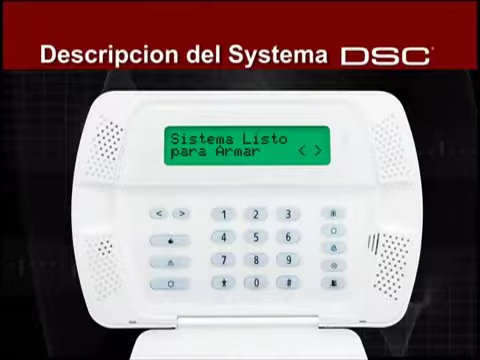 Descripcion del Systema DSC
Sistema Listo
para Armar < >
< > 1 2 3
4 5 6
7 8 9
* 0 #